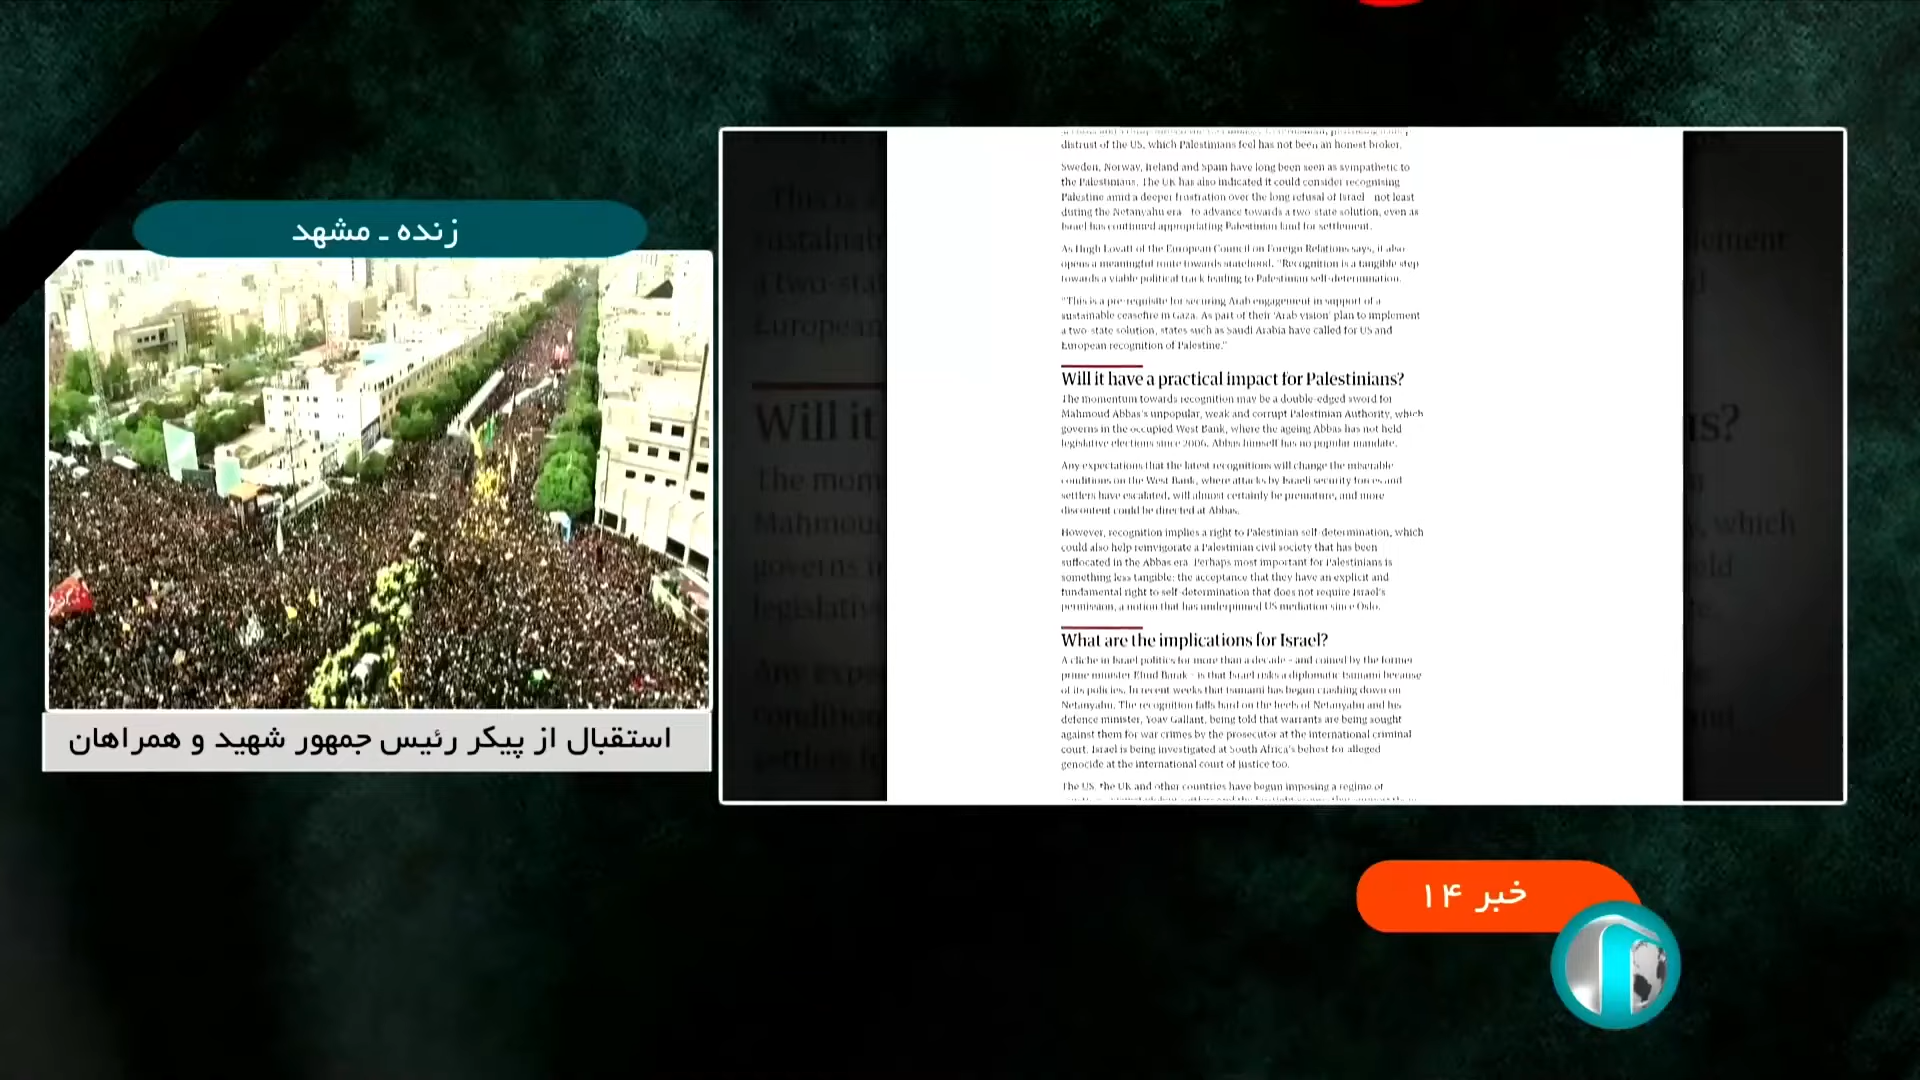 زنده ـ مشهد
استقبال از پیکر رئیس جمهور شهید و همراهان
distrust of the US, which Palestinians feel has not been an honest broker.
Sweden, Norway, Ireland and Spain have long been seen as sympathetic to
the Palestinians. The UK has also indicated it could consider recognising
Palestine amid a deeper frustration over the long refusal of Israel – not least
during the Netanyahu era – to advance towards a two-state solution, even as
Israel has continued appropriating Palestinian land for settlement.
As Hugh Lovatt of the European Council on Foreign Relations says, it also
opens a meaningful route towards statehood. "Recognition is a tangible step
towards a viable political track leading to Palestinian self-determination.
"This is a pre-requisite for securing Arab engagement in support of a
sustainable ceasefire in Gaza. As part of their 'Arab vision' plan to implement
a two-state solution, states such as Saudi Arabia have called for US and
European recognition of Palestine."
Will it have a practical impact for Palestinians?
The momentum towards recognition may be a double-edged sword for
Mahmoud Abbas's unpopular, weak and corrupt Palestinian Authority, which
governs in the occupied West Bank, where the ageing Abbas has not held
legislative elections since 2006. Abbas himself has no popular mandate.
Any expectations that the latest recognitions will change the miserable
conditions on the West Bank, where attacks by Israeli security forces and
settlers have escalated, will almost certainly be premature, and more
discontent could be directed at Abbas.
However, recognition implies a right to Palestinian self-determination, which
could also help reinvigorate a Palestinian civil society that has been
suffocated in the Abbas era. Perhaps most important for Palestinians is
something less tangible: the acceptance that they have an explicit and
fundamental right to self-determination that does not require Israel's
permission, a notion that has underpinned US mediation since Oslo.
What are the implications for Israel?
A cliche in Israel politics for more than a decade – and coined by the former
prime minister Ehud Barak – is that Israel risks a diplomatic tsunami because
of its policies. In recent weeks that tsunami has begun crashing down on
Netanyahu. The recognition falls hard on the heels of Netanyahu and his
defence minister, Yoav Gallant, being told that warrants are being sought
against them for war crimes by the prosecutor at the international criminal
court. Israel is being investigated at South Africa's behest for alleged
genocide at the international court of justice too.
The US, the UK and other countries have begun imposing a regime of
خبر ۱۴